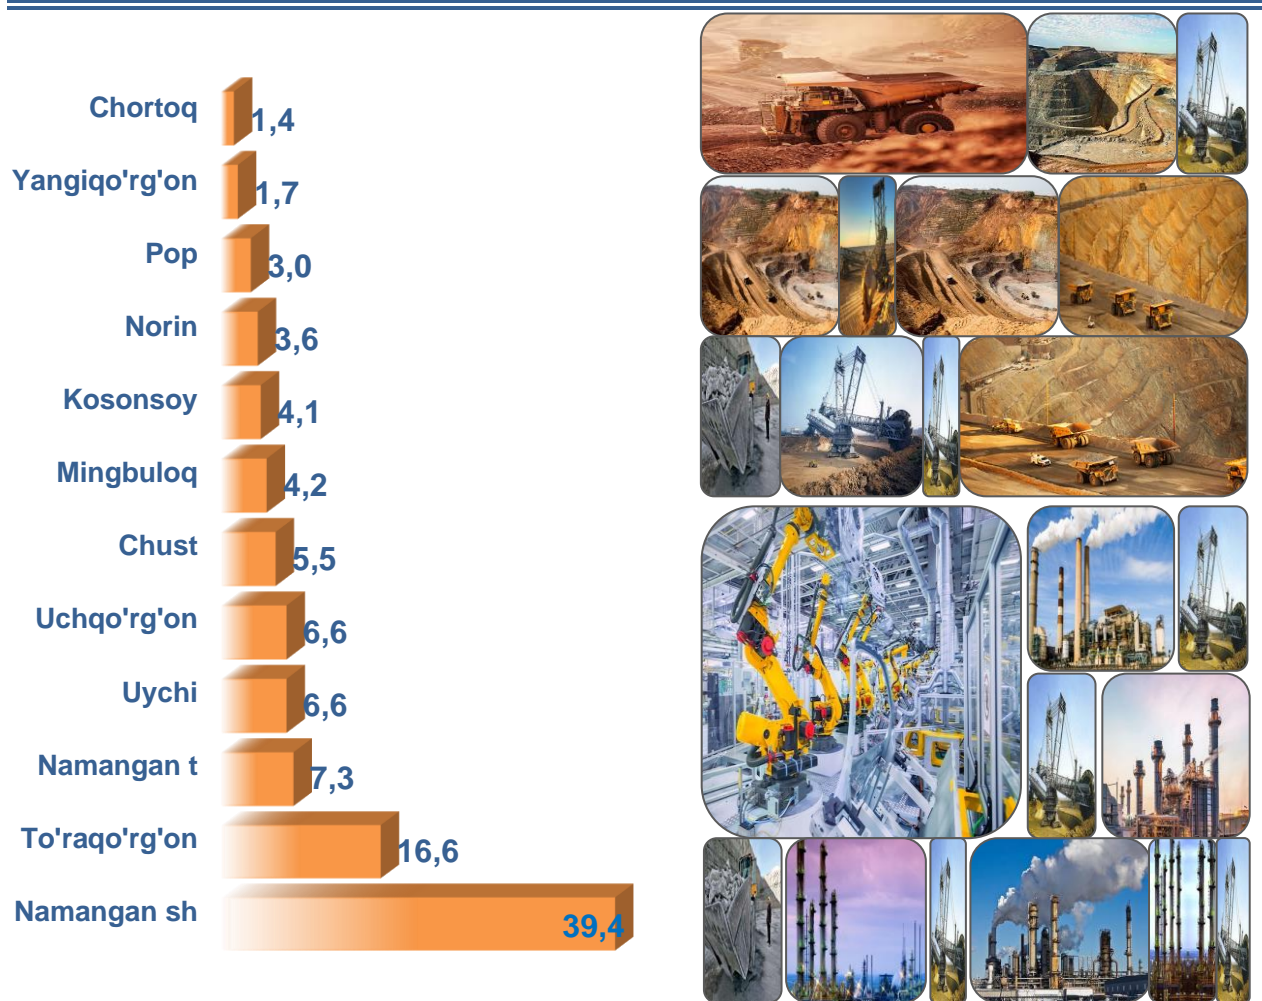 Chortoq 1,4
Yangiqo'rg'on 1,7
Pop 3,0
Norin 3,6
Kosonsoy 4,1
Mingbuloq 4,2
Chust 5,5
Uchqo'rg'on 6,6
Uychi 6,6
Namangan t 7,3
To'raqo'rg'on 16,6
Namangan sh 39,4